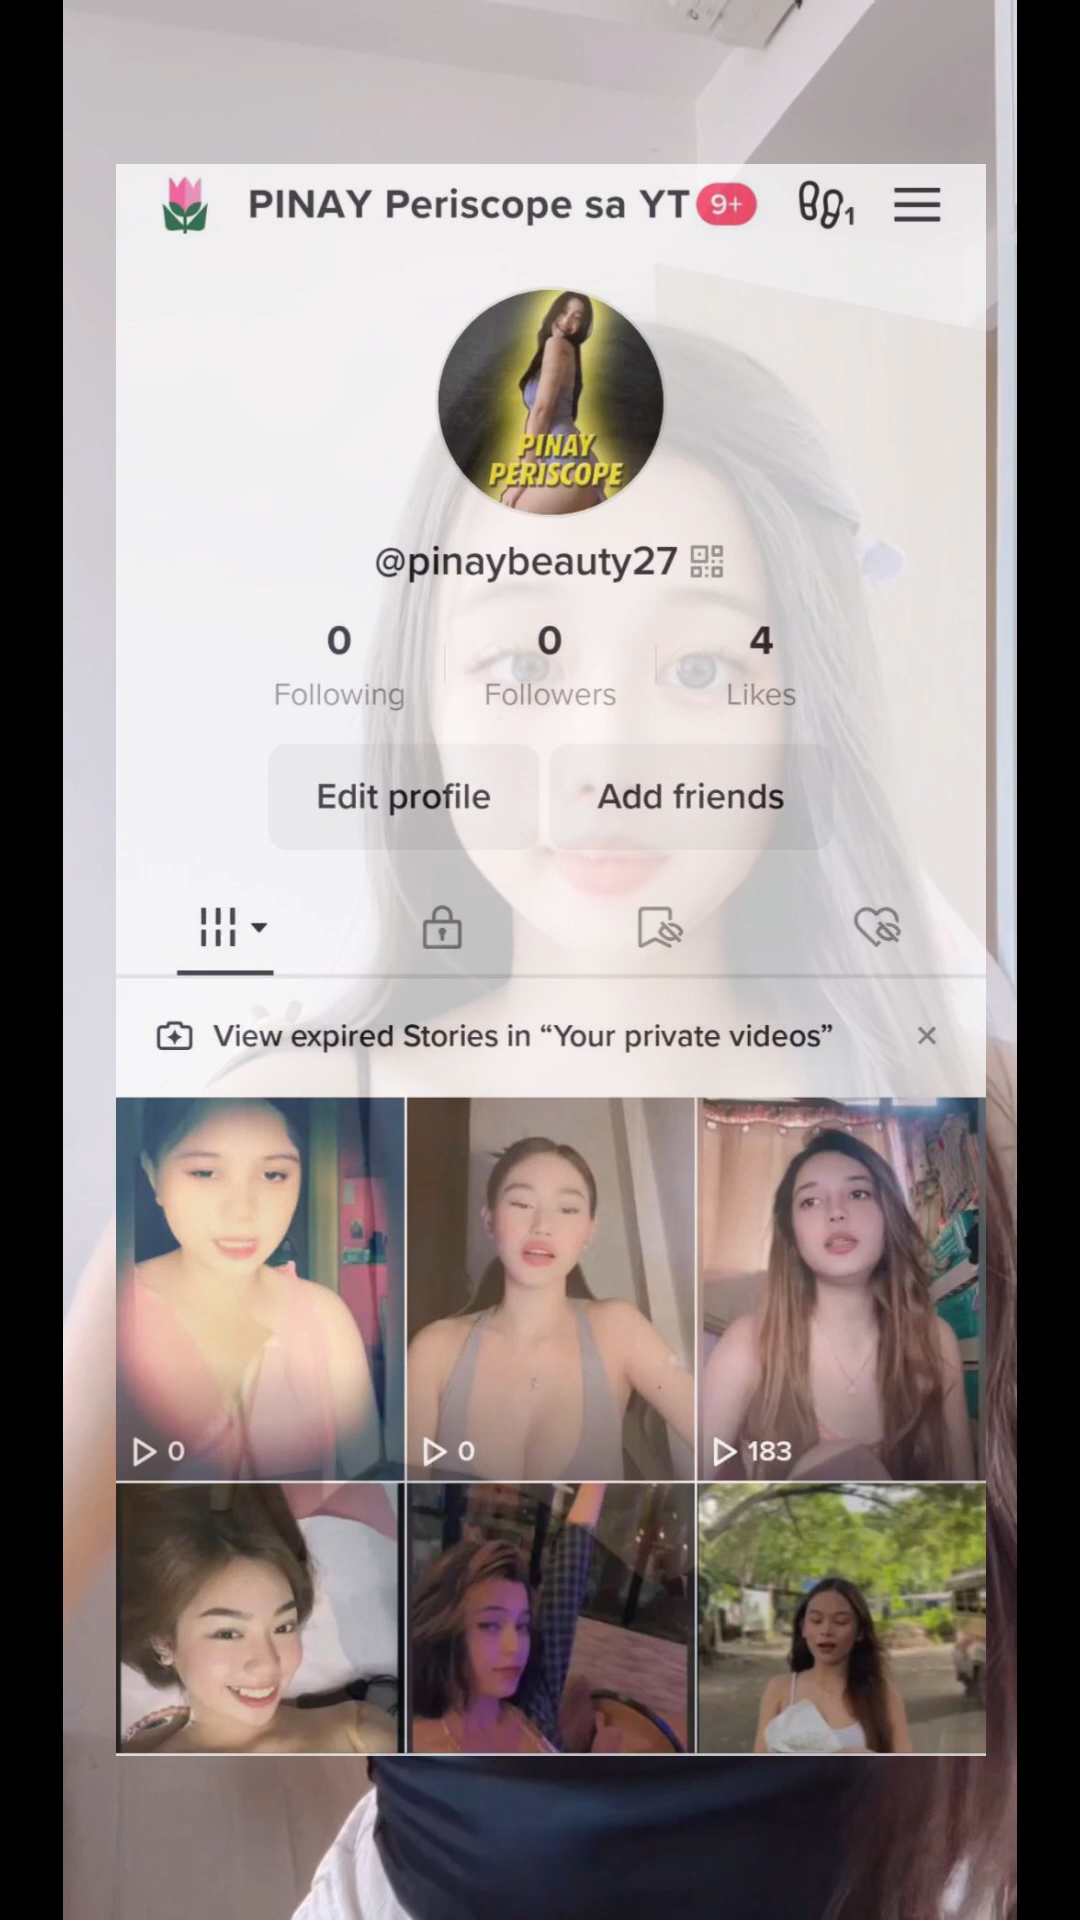 PINAY Periscope sa YT 9+ 1
PINAY
PERISCOPE
@pinaybeauty27
0 0 4
Following Followers Likes
Edit profile Add friends
View expired Stories in “Your private videos”
0 0 183